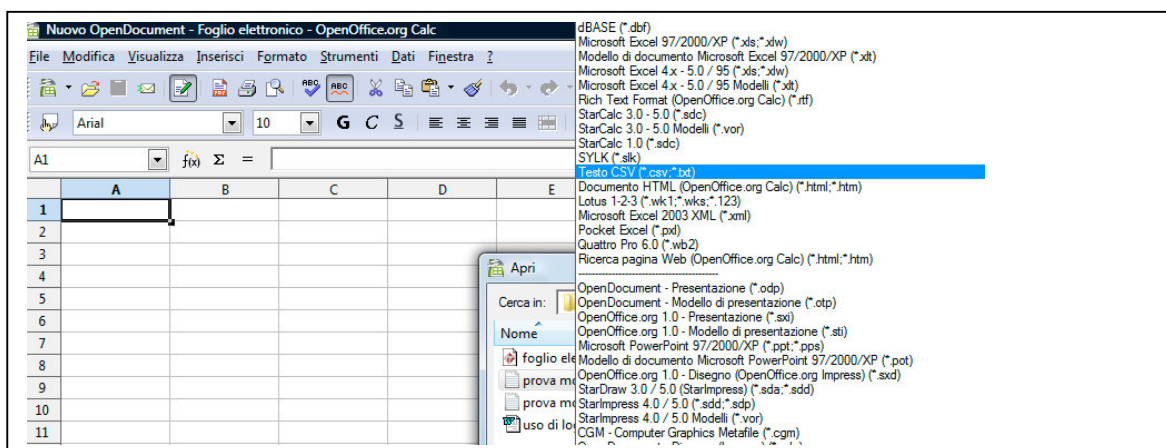 Nuovo OpenDocument - Foglio elettronico - OpenOffice.org Calc
File Modifica Visualizza Inserisci Formato Strumenti Dati Finestra ?
ABC ABC
Arial 10 G C S
A1 f(x) Σ =
A B C D E
1
2
3
4
5
6
7
8
9
10
11
Apri
Cerca in:
Nome
foglio ele
prova mo
prova mo
uso di lo
dBASE (*.dbf)
Microsoft Excel 97/2000/XP (*.xls;*.xlw)
Modello di documento Microsoft Excel 97/2000/XP (*.xlt)
Microsoft Excel 4.x - 5.0 / 95 (*.xls;*.xlw)
Microsoft Excel 4.x - 5.0 / 95 Modelli (*.xlt)
Rich Text Format (OpenOffice.org Calc) (*.rtf)
StarCalc 3.0 - 5.0 (*.sdc)
StarCalc 3.0 - 5.0 Modelli (*.vor)
StarCalc 1.0 (*.sdc)
SYLK (*.slk)
Testo CSV (*.csv;*.txt)
Documento HTML (OpenOffice.org Calc) (*.html;*.htm)
Lotus 1-2-3 (*.wk1;*.wks;*.123)
Microsoft Excel 2003 XML (*.xml)
Pocket Excel (*.pxl)
Quattro Pro 6.0 (*.wb2)
Ricerca pagina Web (OpenOffice.org Calc) (*.html;*.htm)
------------------------------------------
OpenDocument - Presentazione (*.odp)
OpenDocument - Modello di presentazione (*.otp)
OpenOffice.org 1.0 - Presentazione (*.sxi)
OpenOffice.org 1.0 - Modello di presentazione (*.sti)
Microsoft PowerPoint 97/2000/XP (*.ppt;*.pps)
Modello di documento Microsoft PowerPoint 97/2000/XP (*.pot)
OpenOffice.org 1.0 - Disegno (OpenOffice.org Impress) (*.sxd)
StarDraw 3.0 / 5.0 (StarImpress) (*.sda;*.sdd)
StarImpress 4.0 / 5.0 (*.sdd;*.sdp)
StarImpress 4.0 / 5.0 Modelli (*.vor)
CGM - Computer Graphics Metafile (*.cgm)